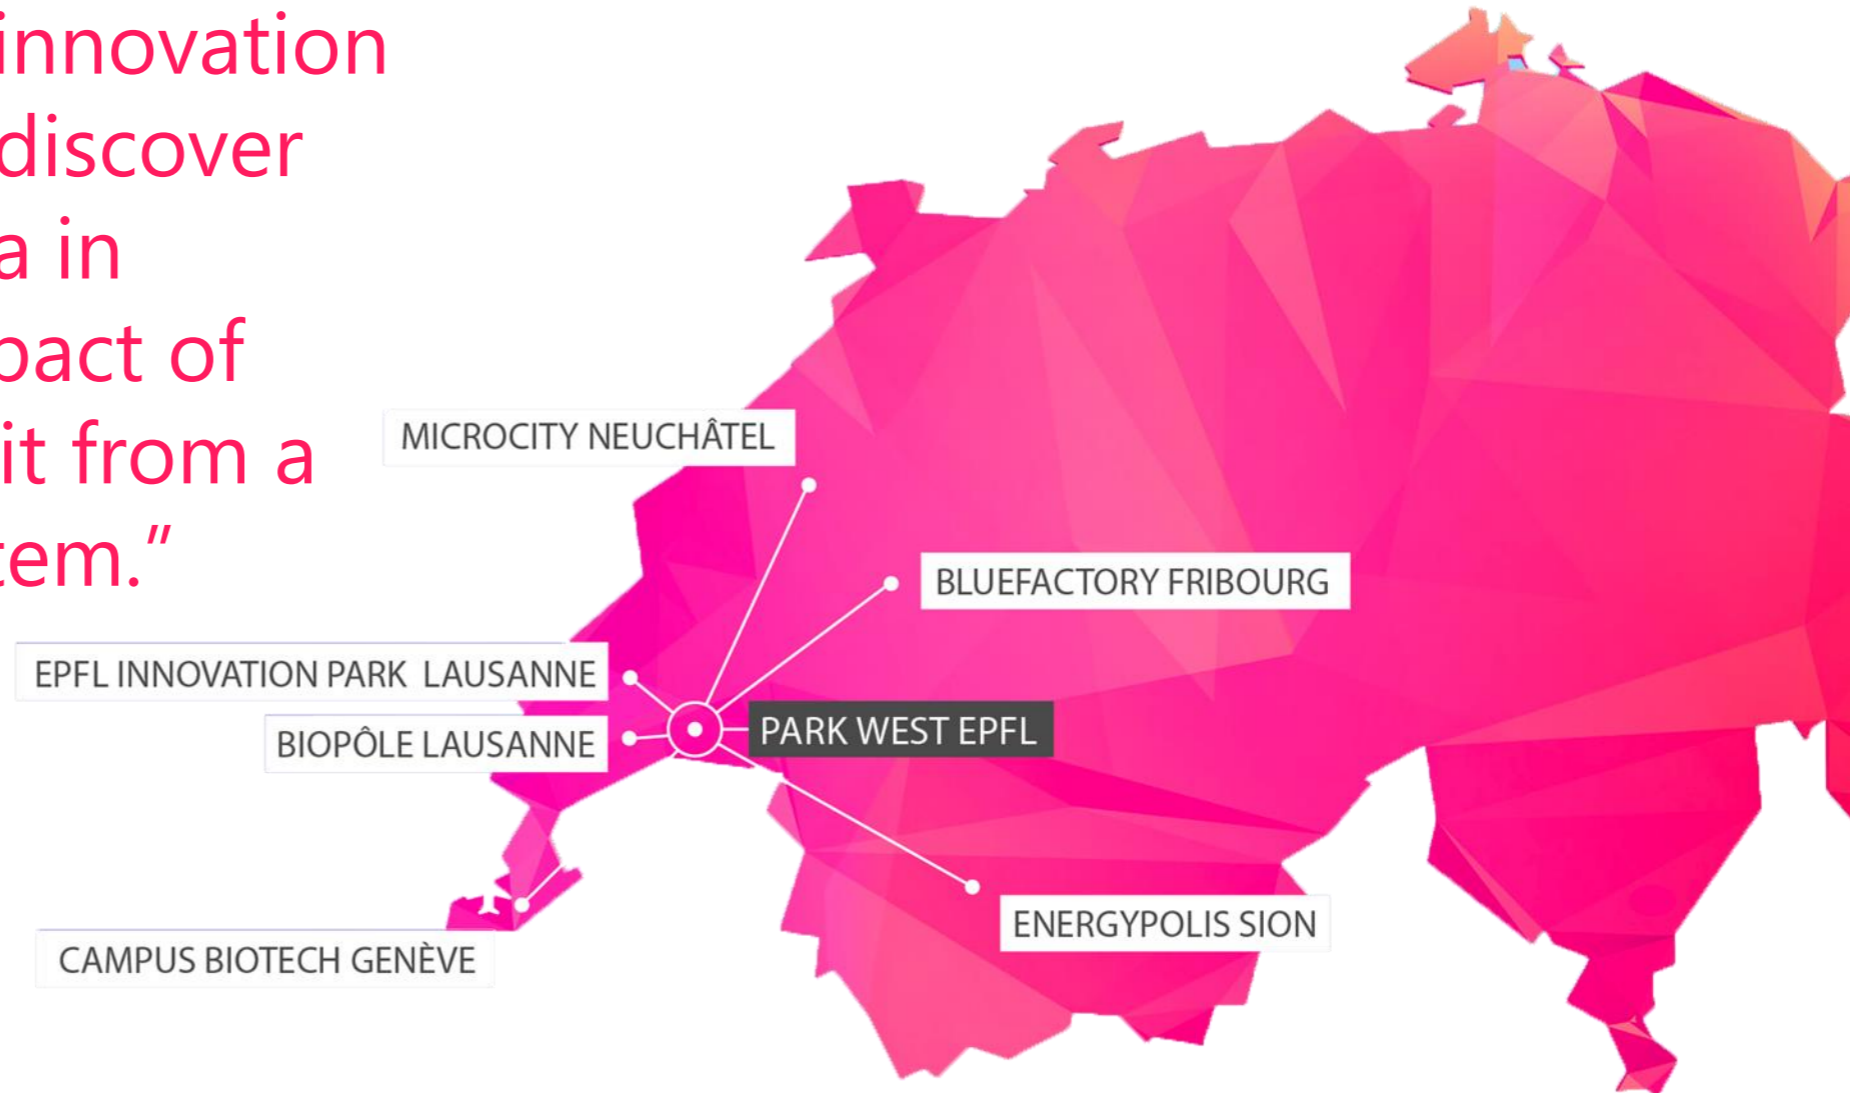 innovation
discover
a in
pact of
it from a
tem.”
MICROCITY NEUCHÂTEL
BLUEFACTORY FRIBOURG
EPFL INNOVATION PARK LAUSANNE
PARK WEST EPFL
BIOPÔLE LAUSANNE
ENERGYPOLIS SION
CAMPUS BIOTECH GENÈVE